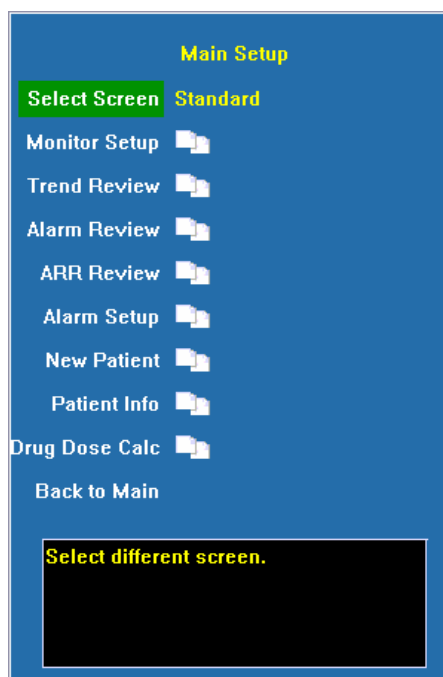 Main Setup
Select Screen Standard
Monitor Setup
Trend Review
Alarm Review
ARR Review
Alarm Setup
New Patient
Patient Info
Drug Dose Calc
Back to Main
Select different screen.